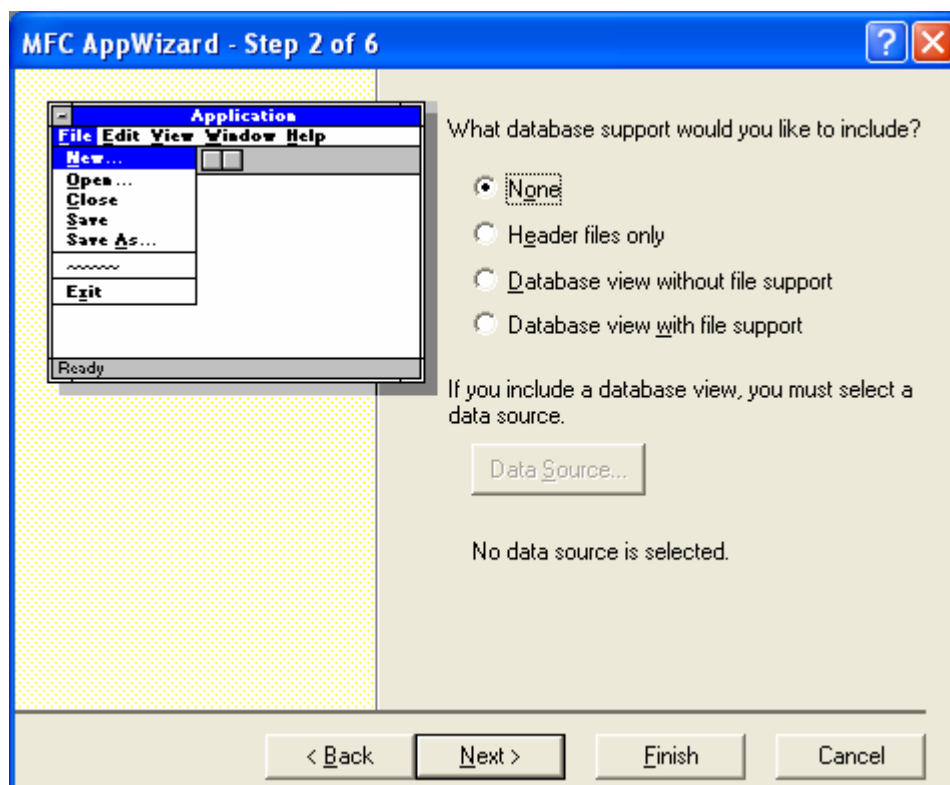 MFC AppWizard - Step 2 of 6
Application
File Edit View Window Help
New...
Open...
Close
Save
Save As...
~~~~~~
Exit
Ready
What database support would you like to include?
None
Header files only
Database view without file support
Database view with file support
If you include a database view, you must select a
data source.
Data Source...
No data source is selected.
< Back Next > Finish Cancel